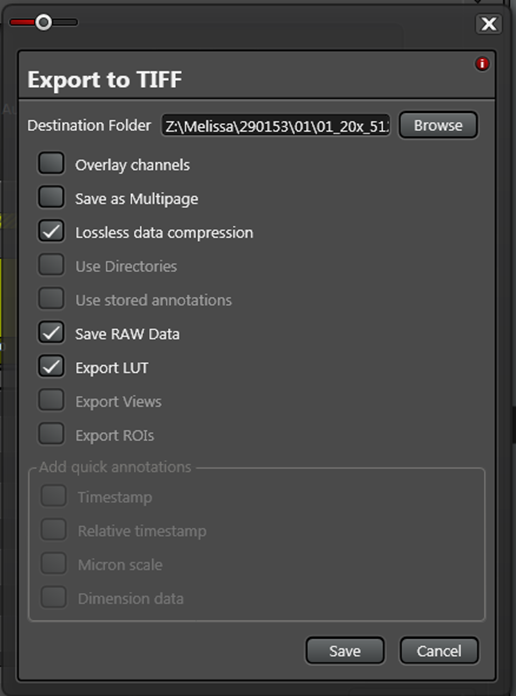 Export to TIFF
Destination Folder Z:\Melissa\290153\01\01_20x_51 Browse
Overlay channels
Save as Multipage
Lossless data compression
Use Directories
Use stored annotations
Save RAW Data
Export LUT
Export Views
Export ROIs
Add quick annotations
Timestamp
Relative timestamp
Micron scale
Dimension data
Save Cancel